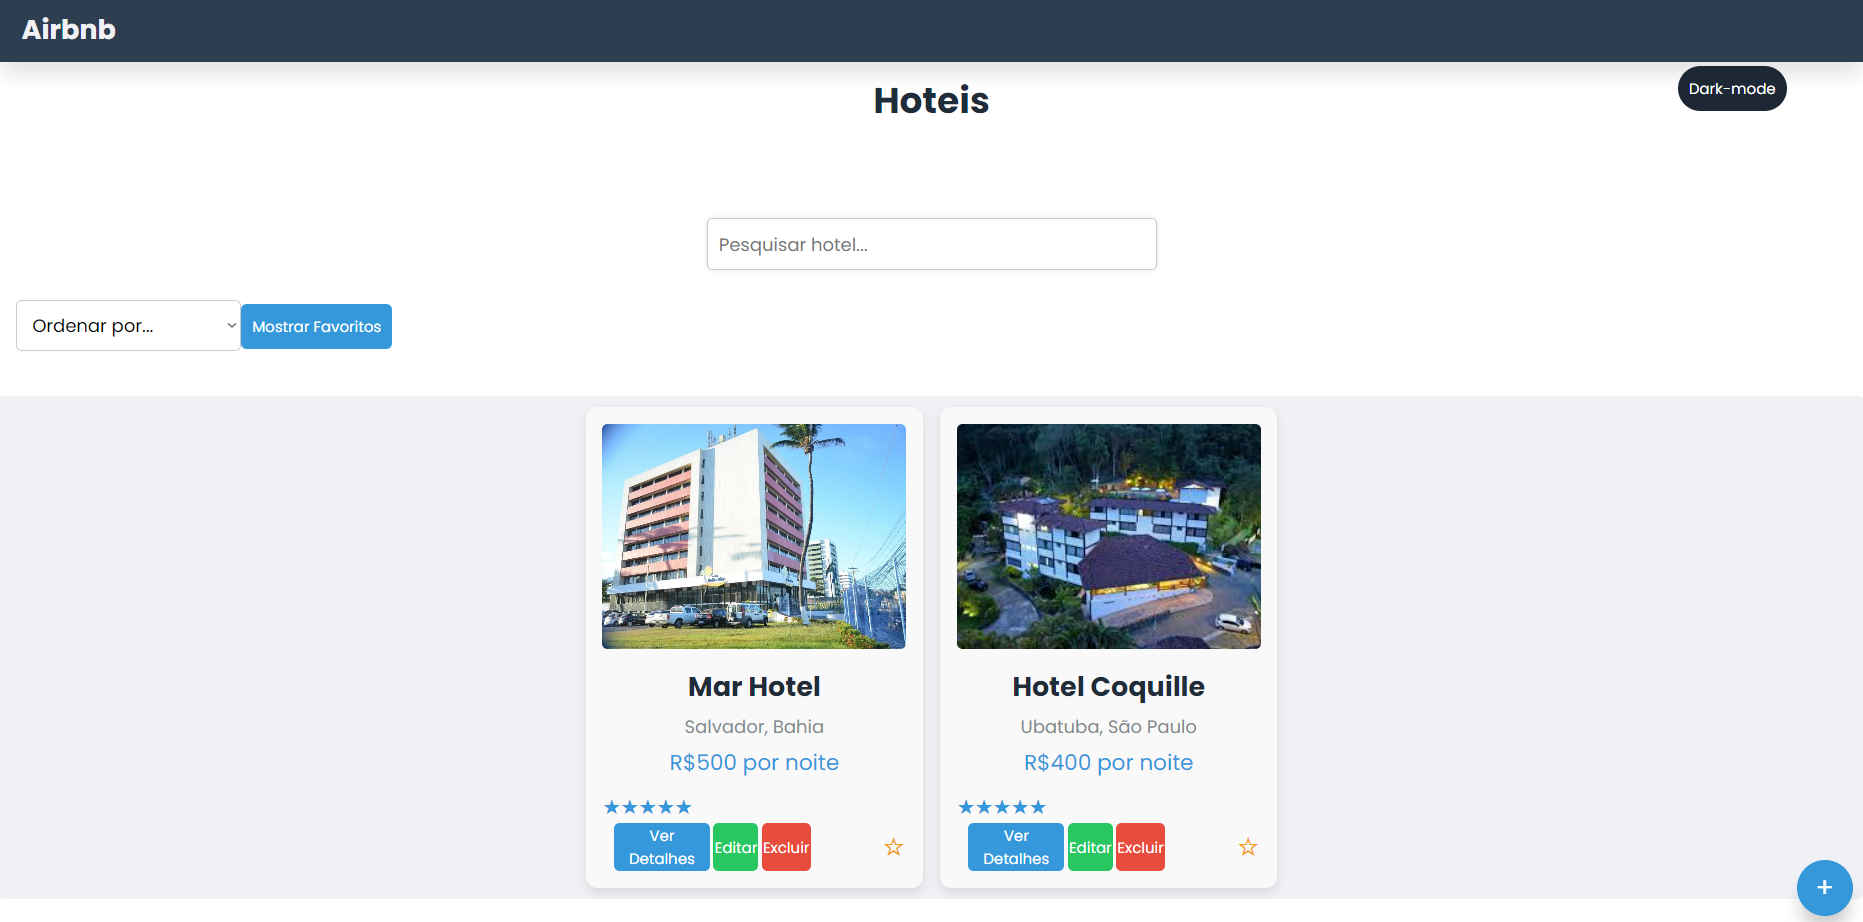 Airbnb
Dark-mode
Hoteis
Pesquisar hotel...
Ordenar por...
Mostrar Favoritos
Mar Hotel
Salvador, Bahia
R$500 por noite
★★★★★
Ver
Detalhes
Editar
Excluir
☆
Hotel Coquille
Ubatuba, São Paulo
R$400 por noite
★★★★★
Ver
Detalhes
Editar
Excluir
☆
+